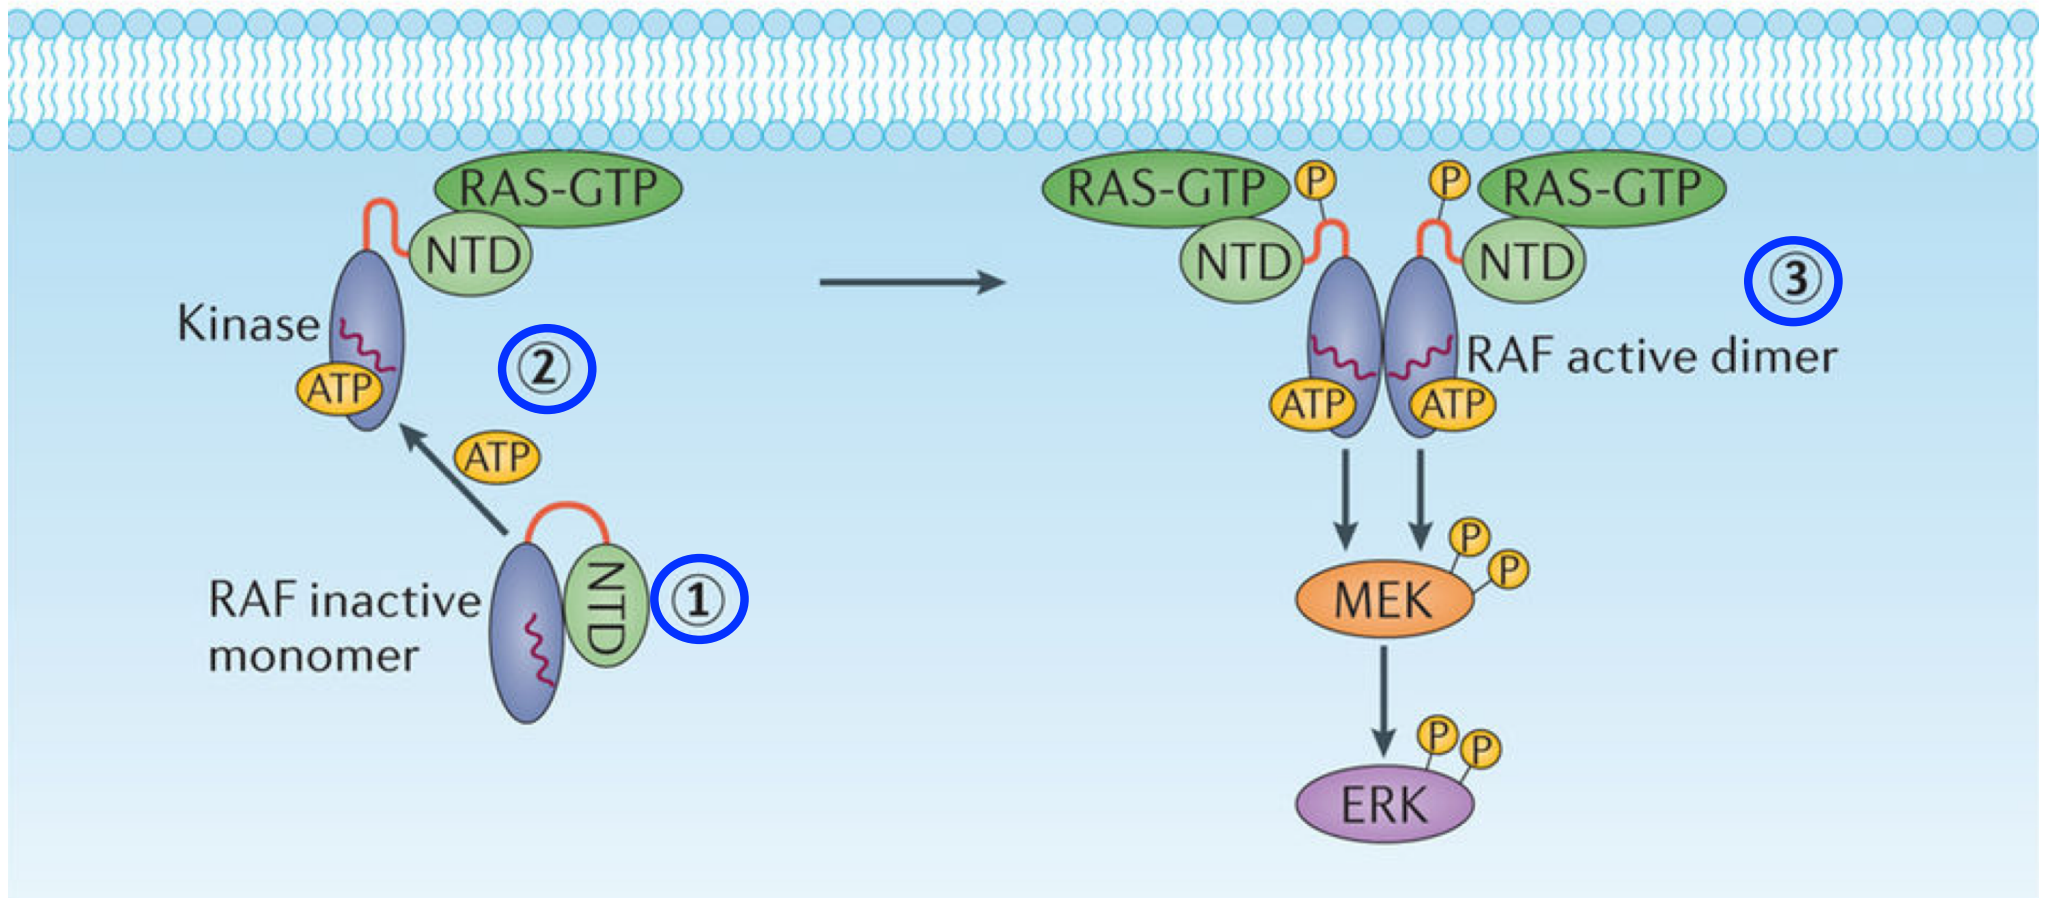 RAS-GTP
NTD
Kinase
ATP
2
ATP
RAF inactive
monomer
NTD
1
RAS-GTP
P
P
RAS-GTP
NTD
NTD
3
RAF active dimer
ATP
ATP
P
P
MEK
P
P
ERK